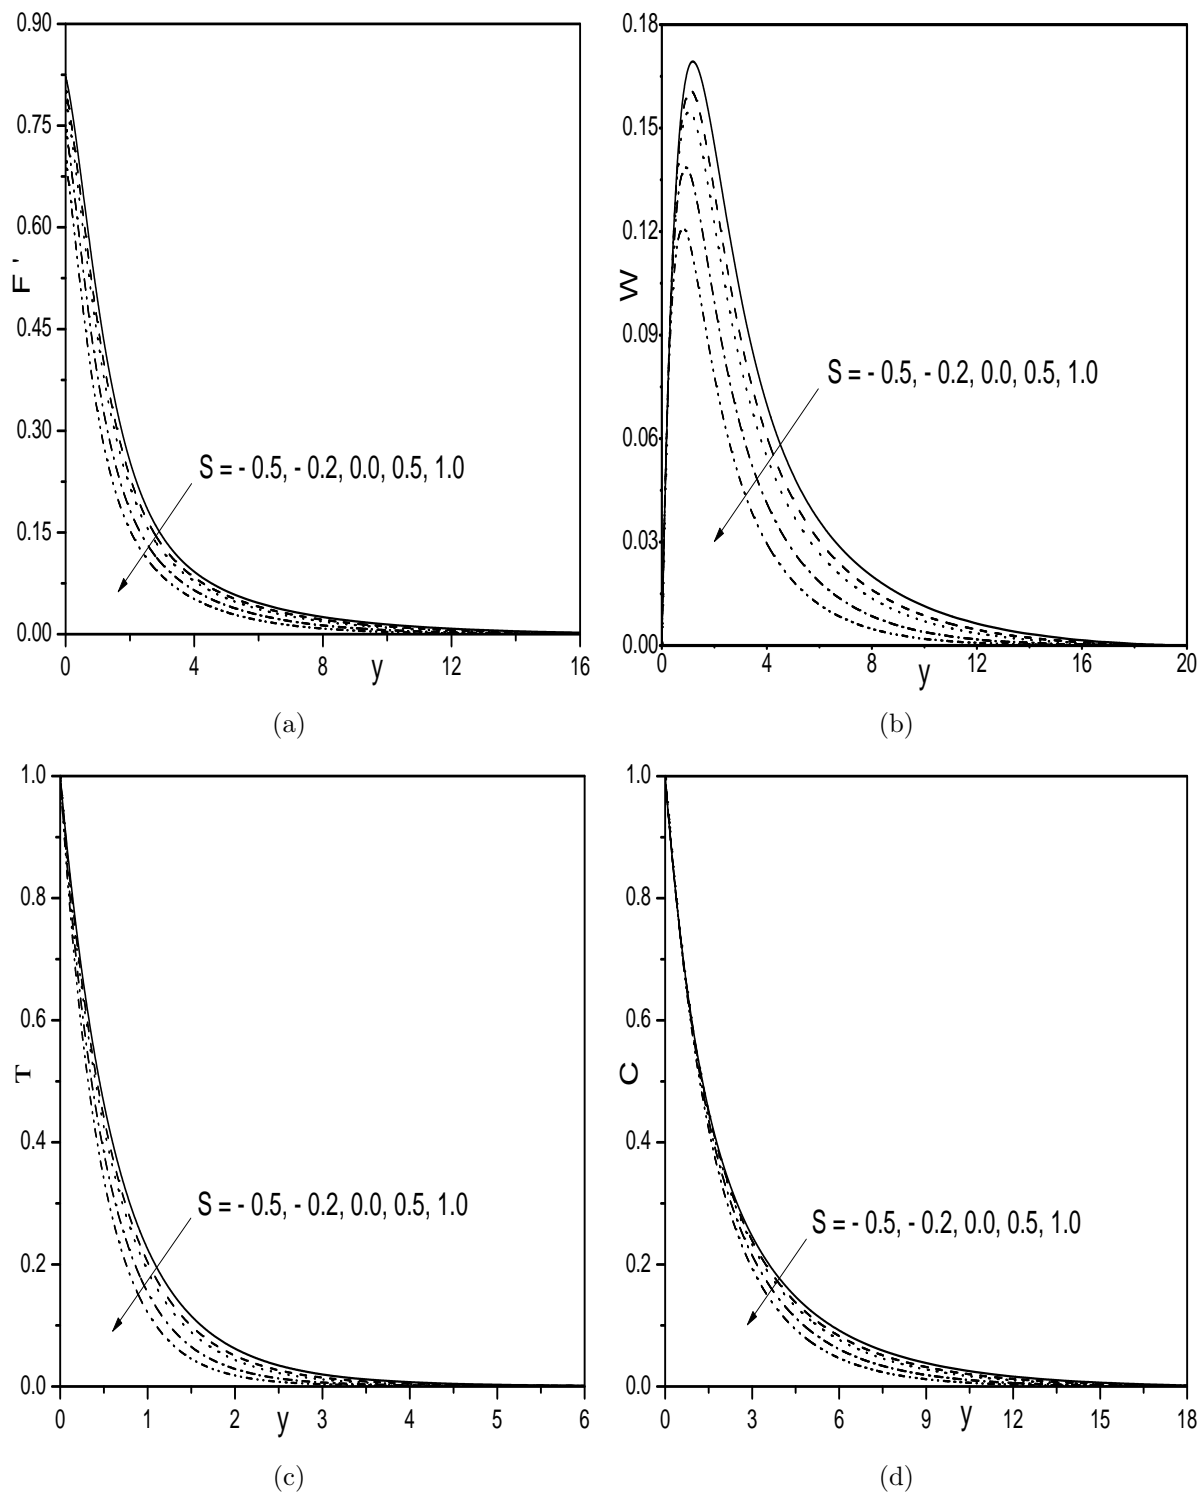 0.90
0.75
0.60
0.45
0.30
0.15
0.00
F '
S = - 0.5, - 0.2, 0.0, 0.5, 1.0
0 4 8 12 16
y
(a)
0.18
0.15
0.12
0.09
0.06
0.03
0.00
W
S = - 0.5, - 0.2, 0.0, 0.5, 1.0
0 4 8 12 16 20
y
(b)
1.0
0.8
0.6
0.4
0.2
0.0
T
S = - 0.5, - 0.2, 0.0, 0.5, 1.0
0 1 2 3 4 5 6
y
(c)
1.0
0.8
0.6
0.4
0.2
0.0
C
S = - 0.5, - 0.2, 0.0, 0.5, 1.0
0 3 6 9 12 15 18
y
(d)